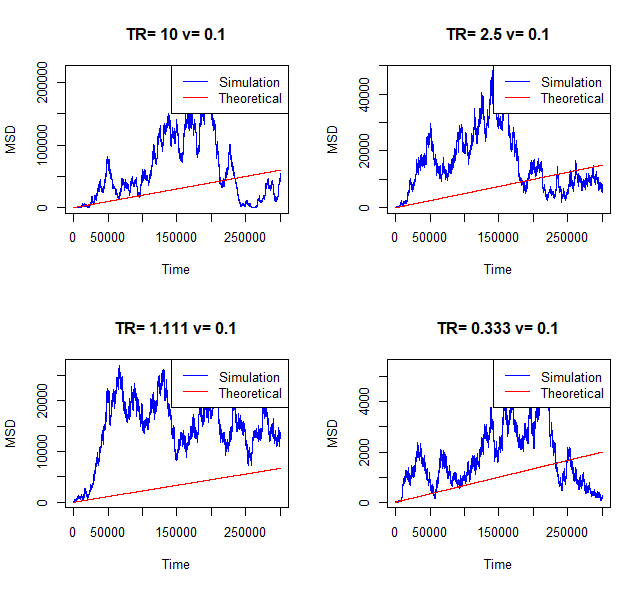 TR= 10 v= 0.1
MSD
0
100000
200000
Simulation
Theoretical
0
50000
150000
250000
Time
TR= 2.5 v= 0.1
MSD
0
20000
40000
Simulation
Theoretical
0
50000
150000
250000
Time
TR= 1.111 v= 0.1
MSD
0
10000
20000
Simulation
Theoretical
0
50000
150000
250000
Time
TR= 0.333 v= 0.1
MSD
0
2000
4000
Simulation
Theoretical
0
50000
150000
250000
Time